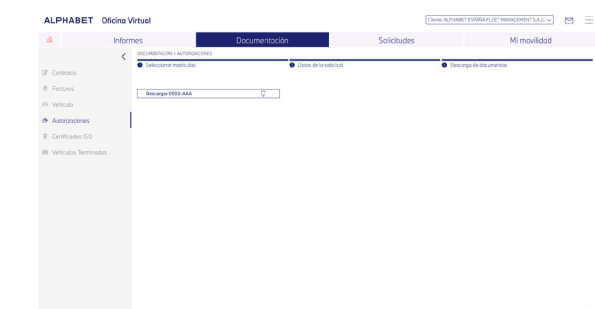 ALPHABET Oficina Virtual
Cliente: ALPHABET ESPAÑA FLEET MANAGEMENT S.A.U.
Informes
Documentación
Solicitudes
Mi movilidad
DOCUMENTACIÓN > AUTORIZACIONES
Seleccionar matrículas
Datos de la solicitud
Descarga de documentos
Contratos
Facturas
Vehículo
Autorizaciones
Certificados ISO
Vehículos Terminados
Descargar 0000-AAA